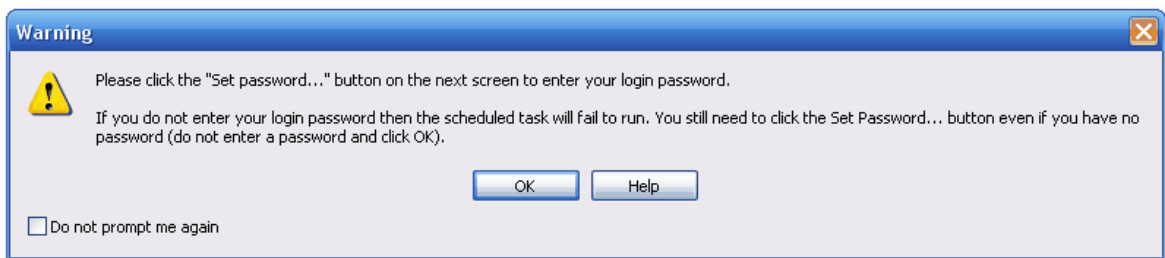 Warning
Please click the "Set password..." button on the next screen to enter your login password.
If you do not enter your login password then the scheduled task will fail to run. You still need to click the Set Password... button even if you have no
password (do not enter a password and click OK).
OK Help
Do not prompt me again